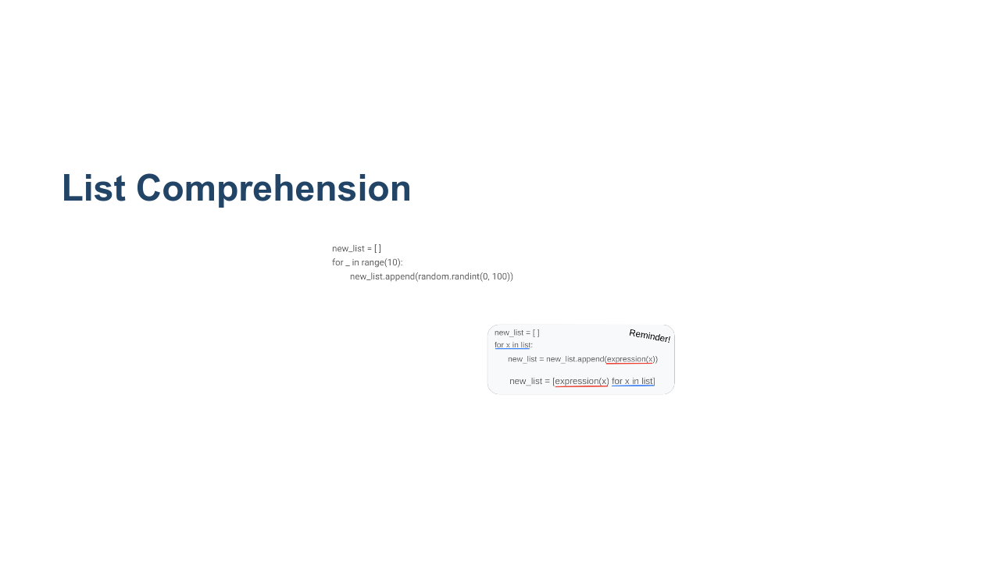 List Comprehension
new_list = [ ]
for _ in range(10):
new_list.append(random.randint(0, 100))
Reminder!
new_list = [ ]
for x in list:
new_list = new_list.append(expression(x))
new_list = [expression(x) for x in list]